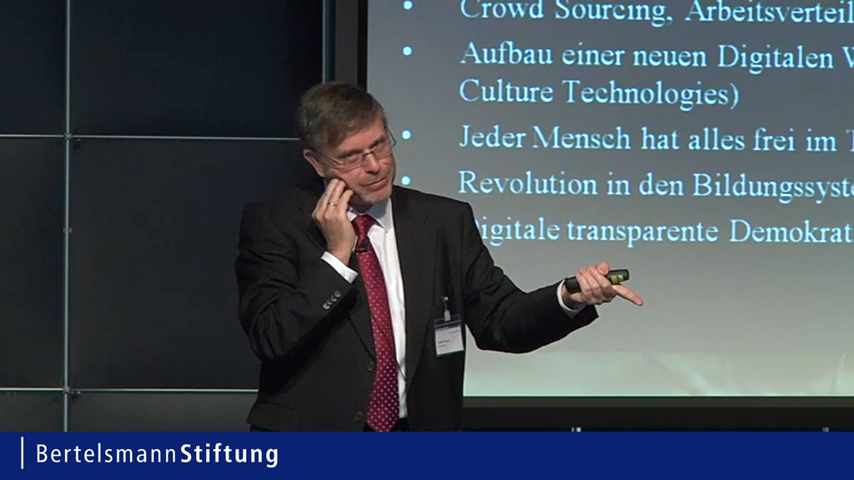 Crowd Sourcing, Arbeitsverteil
• Aufbau einer neuen Digitalen W
Culture Technologies)
• Jeder Mensch hat alles frei im T
• Revolution in den Bildungssyste
Digitale transparente Demokrat
BertelsmannStiftung